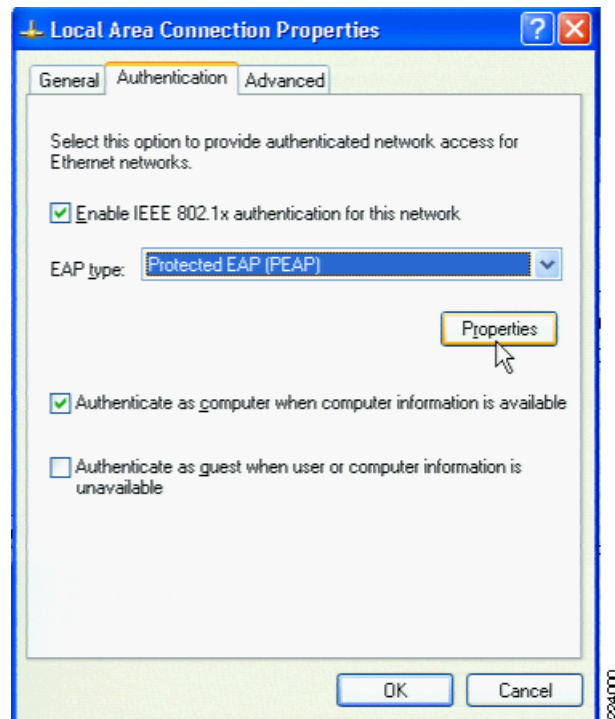 Local Area Connection Properties
General Authentication Advanced
Select this option to provide authenticated network access for
Ethernet networks.
Enable IEEE 802.1x authentication for this network
EAP type: Protected EAP (PEAP)
Properties
Authenticate as computer when computer information is available
Authenticate as guest when user or computer information is
unavailable
OK Cancel